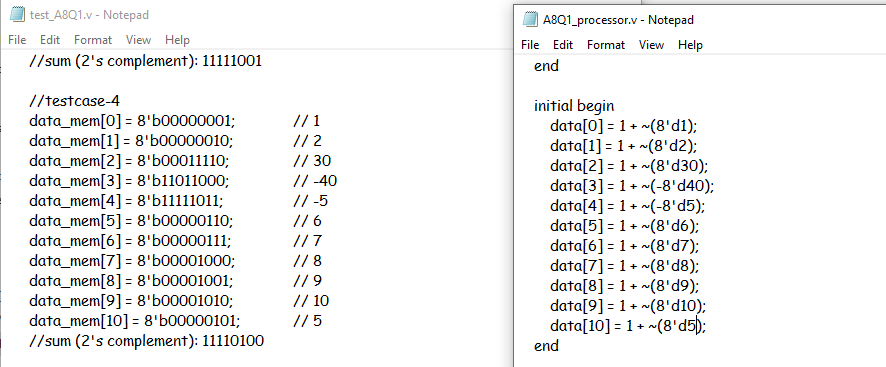 test_A8Q1.v - Notepad
File Edit Format View Help
//sum (2's complement): 11111001
//testcase-4
data_mem[0] = 8'b00000001; // 1
data_mem[1] = 8'b00000010; // 2
data_mem[2] = 8'b00011110; // 30
data_mem[3] = 8'b11011000; // -40
data_mem[4] = 8'b11111011; // -5
data_mem[5] = 8'b00000110; // 6
data_mem[6] = 8'b00000111; // 7
data_mem[7] = 8'b00001000; // 8
data_mem[8] = 8'b00001001; // 9
data_mem[9] = 8'b00001010; // 10
data_mem[10] = 8'b00000101; // 5
//sum (2's complement): 11110100
A8Q1_processor.v - Notepad
File Edit Format View Help
end
initial begin
data[0] = 1 + ~(8'd1);
data[1] = 1 + ~(8'd2);
data[2] = 1 + ~(8'd30);
data[3] = 1 + ~(-8'd40);
data[4] = 1 + ~(-8'd5);
data[5] = 1 + ~(8'd6);
data[6] = 1 + ~(8'd7);
data[7] = 1 + ~(8'd8);
data[8] = 1 + ~(8'd9);
data[9] = 1 + ~(8'd10);
data[10] = 1 + ~(8'd5);
end